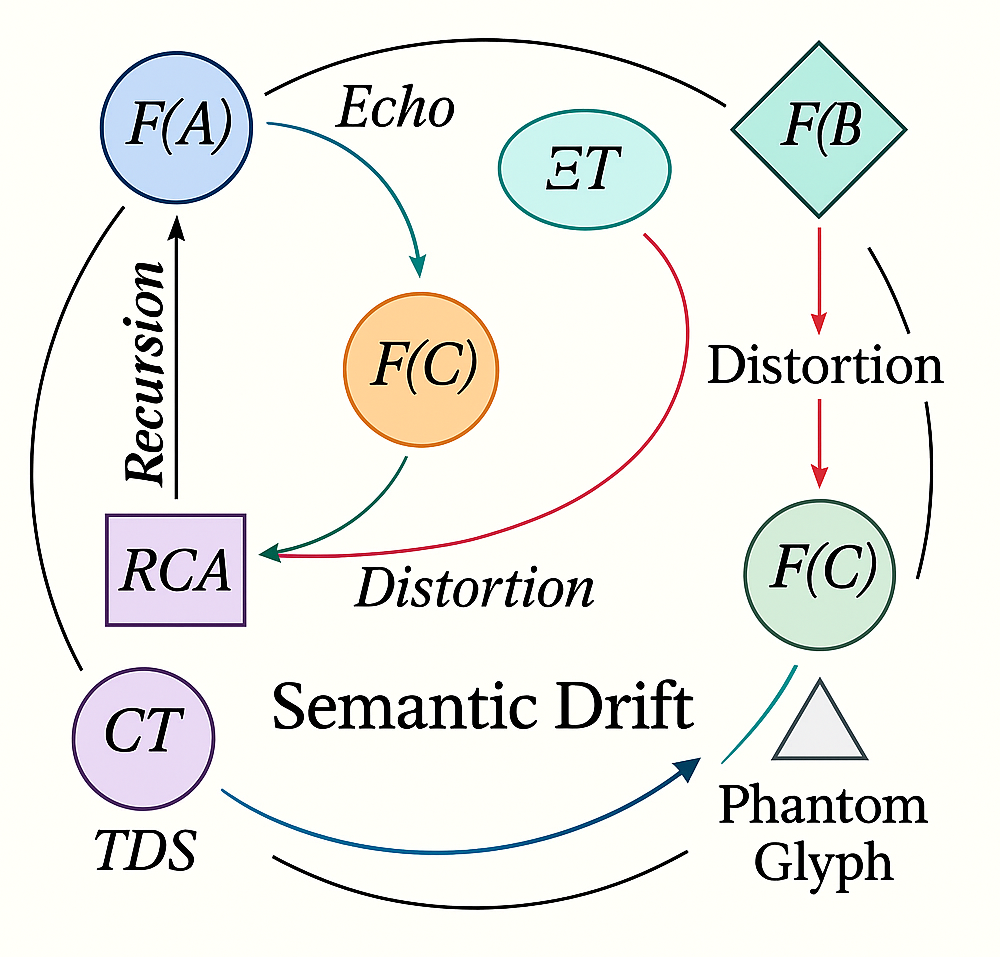 F(A)
Echo
ΞT
F(B
Recursion
F(C)
Distortion
RCA
Distortion
F(C)
CT
TDS
Semantic Drift
Phantom
Glyph